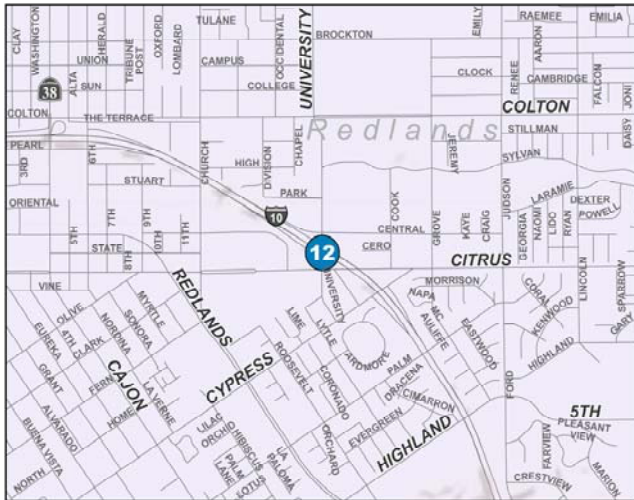 CLAY
WASHINGTON
HERALD
TULANE
OCCIDENTAL
UNIVERSITY
EMILY
RAEMEE
EMILIA
TRIBUNE
POST
OXFORD
LOMBARD
BROCKTON
AARON
UNION
CAMPUS
CLOCK
RENEE
CAMBRIDGE
FALCON
ALTA
SUN
COLLEGE
38
COLTON
DAISY
JONI
COLTON
THE TERRACE
Redlands
STILLMAN
PEARL
6TH
CHURCH
HIGH
DIVISION
CHAPEL
JEREMY
SYLVAN
3RD
STUART
PARK
COOK
JUDSON
LARAMIE
ORIENTAL
10
DEXTER
POWELL
5TH
7TH
9TH
10TH
11TH
CENTRAL
GROVE
KAYE
CRAIG
GEORGIA
NAOMI
LIDC
RYAN
STATE
8TH
12
CERO
CITRUS
LINCOLN
SPARROW
VINE
REDLANDS
UNIVERSITY
MORRISON
OLIVE
MYRTLE
NAPA
MC AULIFFE
CORAL
KENWOOD
GARY
EUREKA
4TH
CLARK
NORDINA
SONORA
LIME
LYTLE
EASTWOOD
HIGHLAND
GRANT
CAJON
CYPRESS
ROOSEVELT
ARDMORE
PALM
FORD
FERN
LA VERNE
CORONADO
DRACENA
CIMARRON
5TH
ALVARADO
HOME
LILAC
ORCHID
EVERGREEN
HIGHLAND
PLEASANT
VIEW
BUENA VISTA
HIBISCUS
LA PALOMA
ORCHARD
FARVIEW
MARION
NORTH
PALM
LOTUS
CRESTVIEW